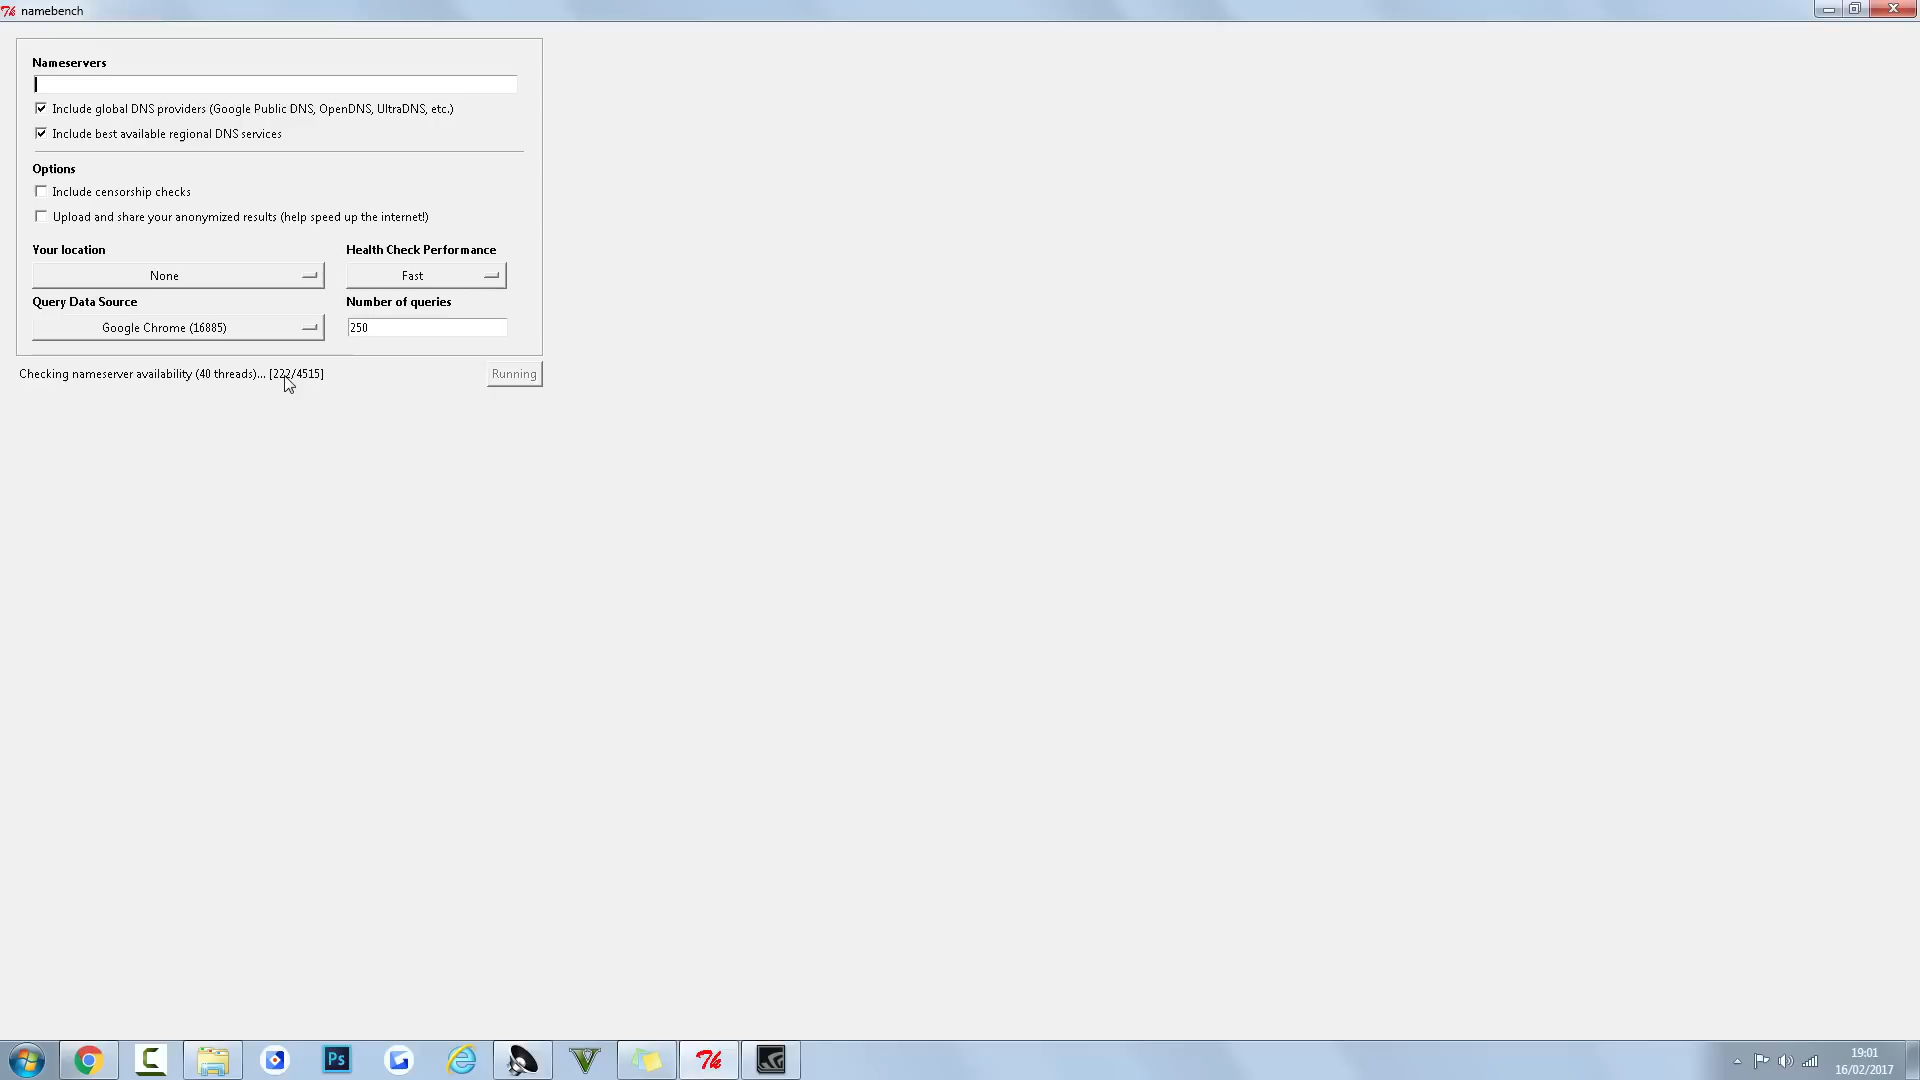 namebench
Nameservers
Include global DNS providers (Google Public DNS, OpenDNS, UltraDNS, etc.)
Include best available regional DNS services
Options
Include censorship checks
Upload and share your anonymized results (help speed up the internet!)
Your location
Health Check Performance
None
Fast
Query Data Source
Number of queries
Google Chrome (16885)
250
Checking nameserver availability (40 threads)... [222/4515]
Running
Ps
19:01
16/02/2017